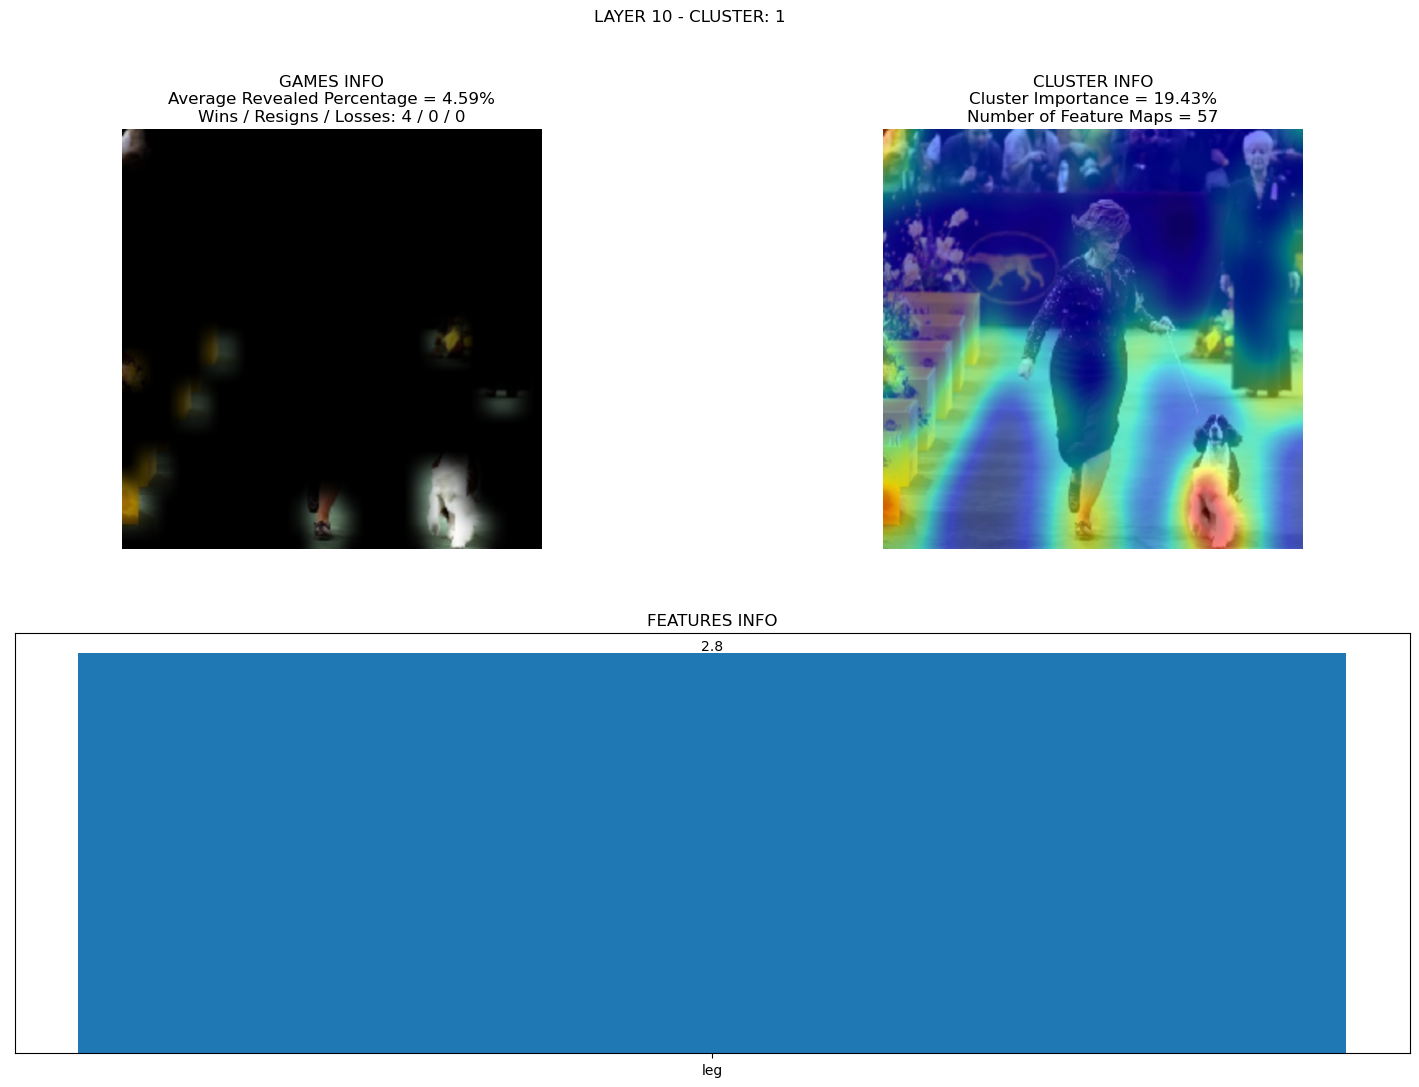 LAYER 10 - CLUSTER: 1
GAMES INFO
Average Revealed Percentage = 4.59%
Wins / Resigns / Losses: 4 / 0 / 0
CLUSTER INFO
Cluster Importance = 19.43%
Number of Feature Maps = 57
FEATURES INFO
2.8
leg